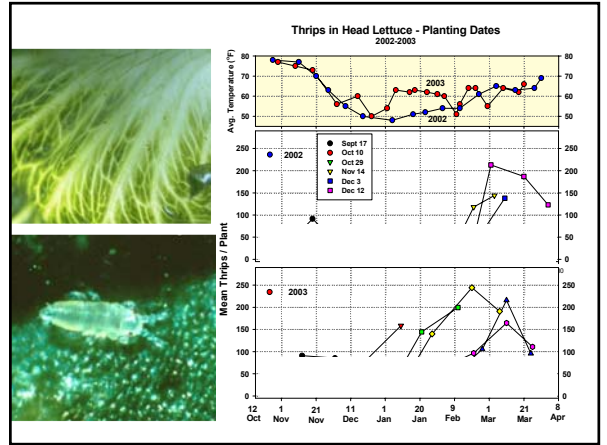 Thrips in Head Lettuce - Planting Dates
2002-2003
Avg. Temperature (°F)
80 80
70 70
60 60
50 50
2003
2002
Mean Thrips / Plant
2002
Sept 17
Oct 10
Oct 29
Nov 14
Dec 3
Dec 12
250 250
200 200
150 150
100 100
50 50
0 0
2003
250 250
200 200
150 150
100 100
50 50
0 0
12 1 21 11 1 20 9 1 21 8
Oct Nov Nov Dec Jan Jan Feb Mar Mar Apr